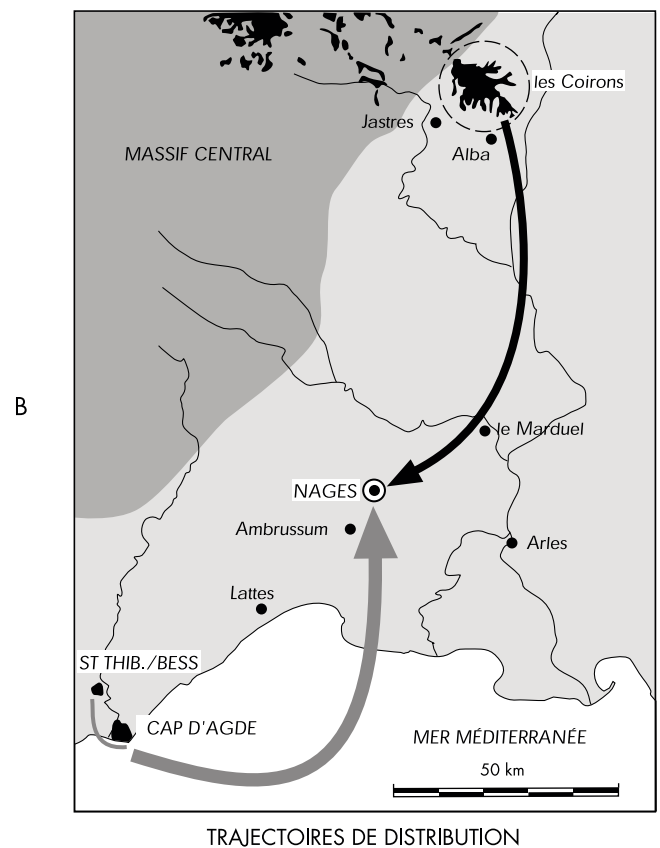 les Coirons
Jastres
MASSIF CENTRAL
Alba
B
le Marduel
NAGES
Ambrussum
Arles
Lattes
ST THIB./BESS
CAP D'AGDE
MER MÉDITERRANÉE
50 km
TRAJECTOIRES DE DISTRIBUTION